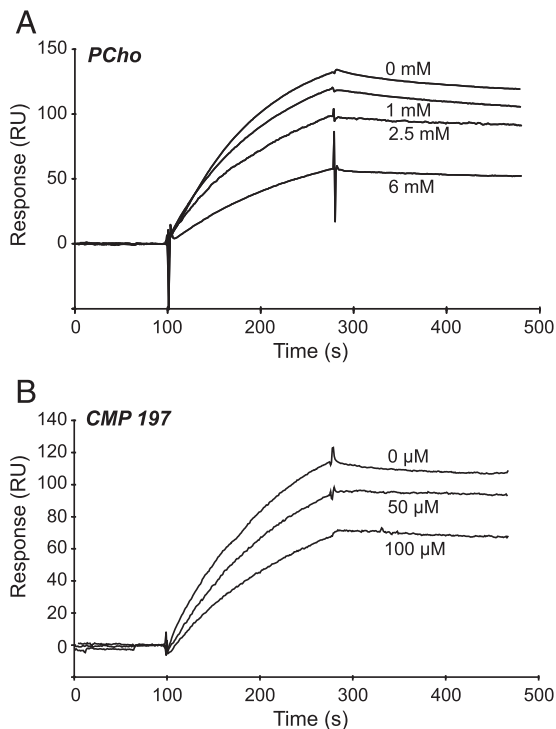 A
PCho
150
100
50
0
Response (RU)
0 mM
1 mM
2.5 mM
6 mM
0
100
200
300
400
500
Time (s)
B
CMP 197
140
120
100
80
60
40
20
0
Response (RU)
0 µM
50 µM
100 µM
0
100
200
300
400
500
Time (s)